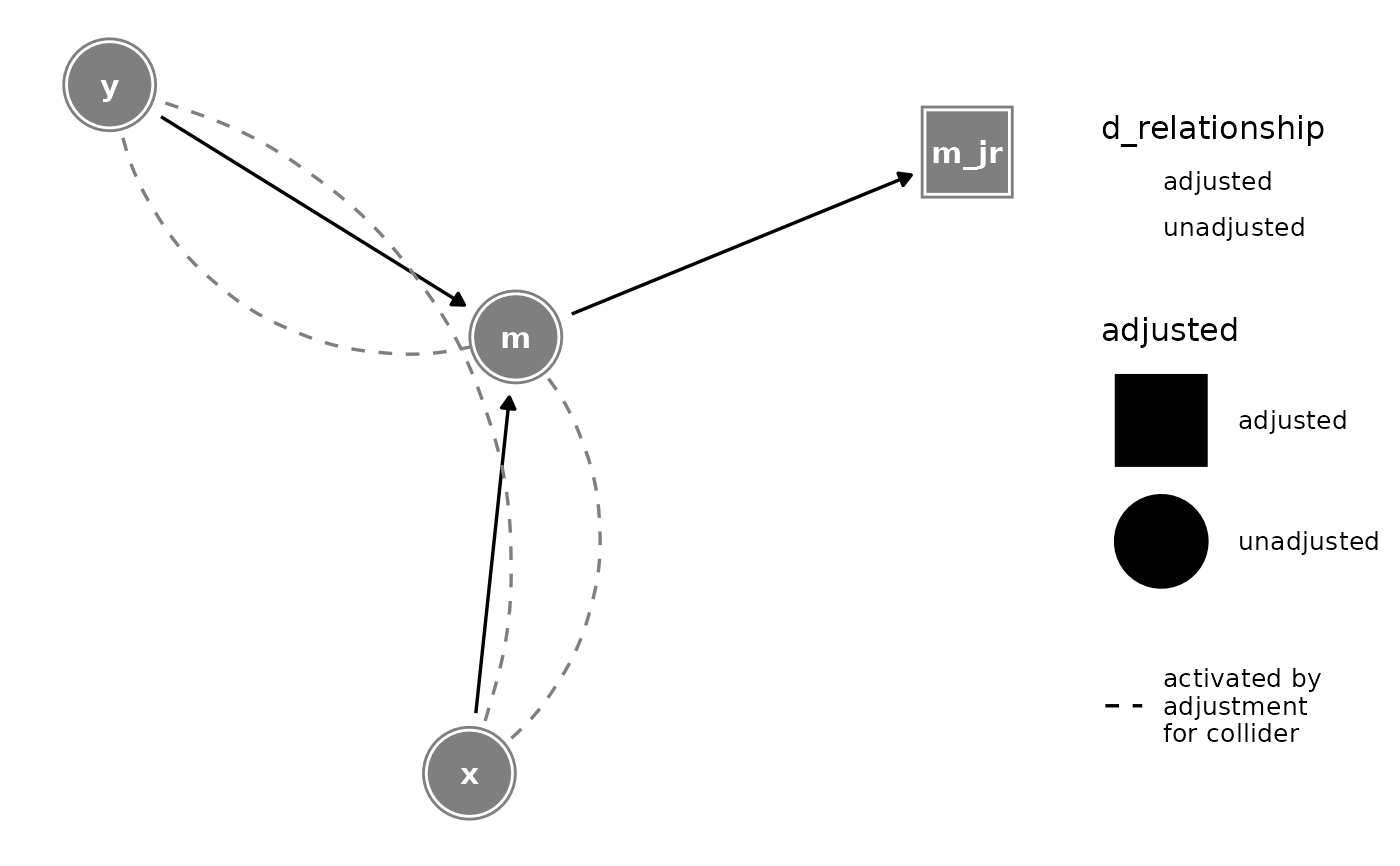 y
m_jr
m
x
d_relationship
adjusted
unadjusted
adjusted
adjusted
unadjusted
activated by
adjustment
for collider